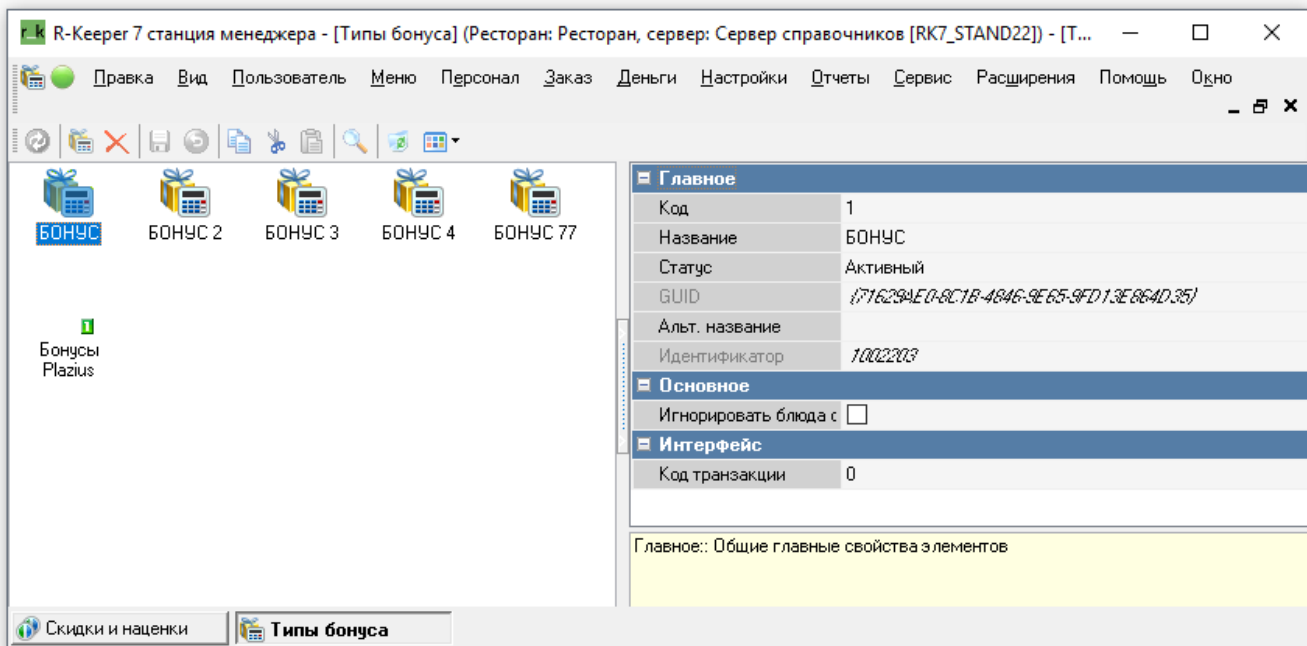 r_k R-Keeper 7 станция менеджера - [Типы бонуса] (Ресторан: Ресторан, сервер: Сервер справочников [RK7_STAND22]) - [Т...
Правка Вид Пользователь Меню Персонал Заказ Деньги Настройки Отчеты Сервис Расширения Помощь Окно
БОНУС БОНУС 2 БОНУС 3 БОНУС 4 БОНУС 77
1
Бонусы
Plazius
Главное
Код 1
Название БОНУС
Статус Активный
GUID {71629AE0-8C1B-4846-9E65-9FD13E864D35}
Альт. название
Идентификатор 1002203
Основное
Игнорировать блюда с
Интерфейс
Код транзакции 0
Главное:: Общие главные свойства элементов
Скидки и наценки Типы бонуса